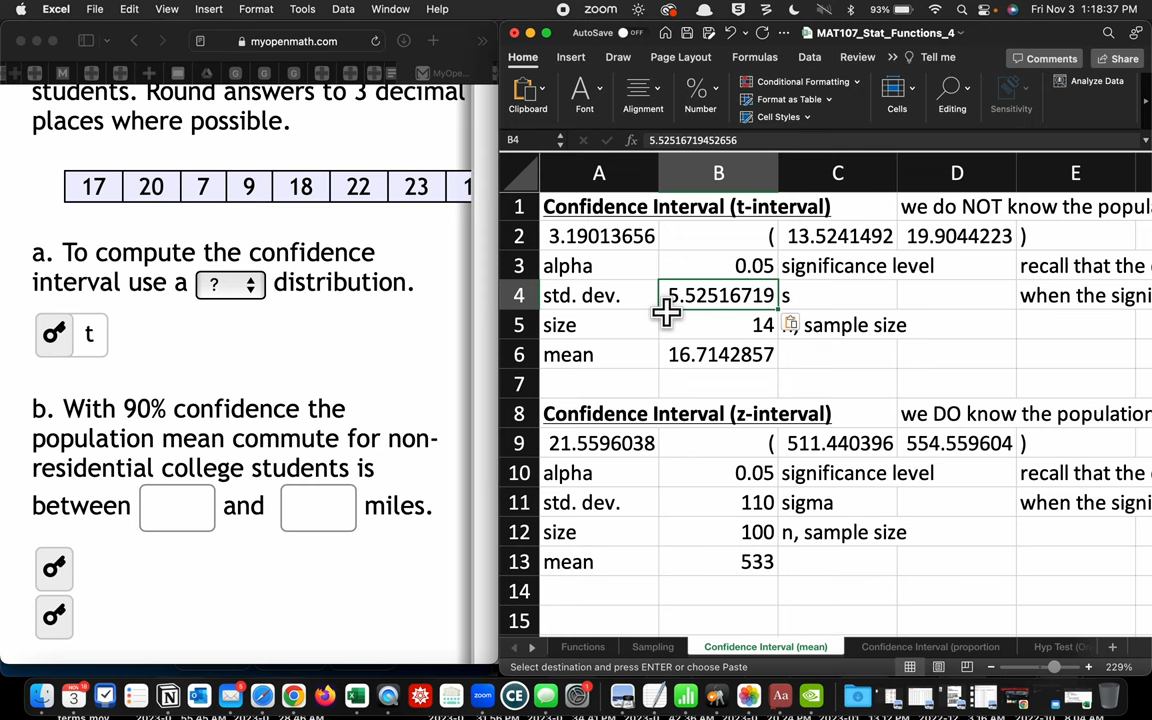 Excel File Edit View Insert Format Tools Data Window Help zoom 93% Fri Nov 3 1:18:37 PM
myopenmath.com
MyOpe...
students. Round answers to 3 decimal
places where possible.
17 20 7 9 18 22 23 1
a. To compute the confidence
interval use a ? distribution.
t
b. With 90% confidence the
population mean commute for non-
residential college students is
between and miles.
AutoSave OFF ... MAT107_Stat_Functions_4
Home Insert Draw Page Layout Formulas Data Review Tell me Comments Share
Clipboard Font Alignment Number Conditional Formatting Format as Table Cell Styles Cells Editing Sensitivity Analyze Data
B4 fx 5.52516719452656
A B C D E
1 Confidence Interval (t-interval) we do NOT know the popul
2 3.19013656 ( 13.5241492 19.9044223 )
3 alpha 0.05 significance level recall that the
4 std. dev. 5.52516719 s when the signi
5 size 14 n, sample size
6 mean 16.7142857
7
8 Confidence Interval (z-interval) we DO know the population
9 21.5596038 ( 511.440396 554.559604 )
10 alpha 0.05 significance level recall that the
11 std. dev. 110 sigma when the signi
12 size 100 n, sample size
13 mean 533
14
15
Functions Sampling Confidence Interval (mean) Confidence Interval (proportion Hyp Test (O
Select destination and press ENTER or choose Paste 229%